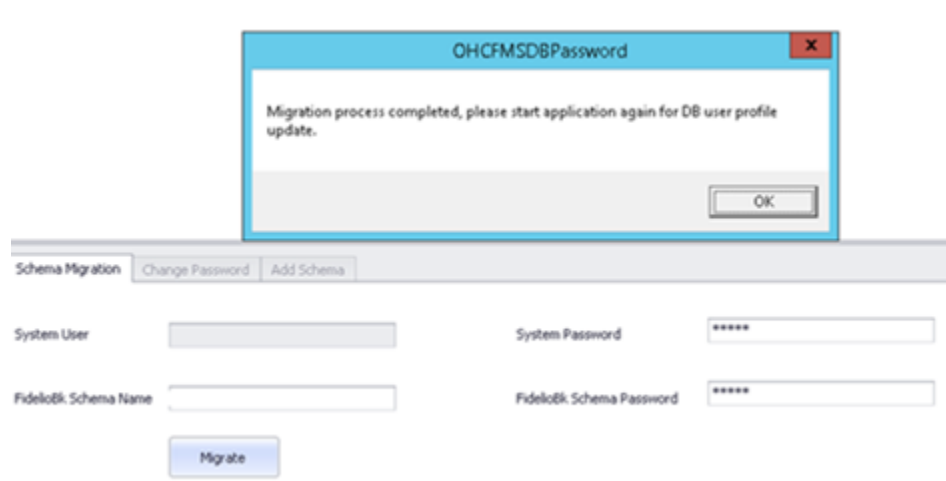 OHCFMSDBPassword
x
Migration process completed, please start application again for DB user profile
update.
OK
Schema Migration Change Password Add Schema
System User System Password *****
FidelioBk Schema Name FidelioBk Schema Password *****
Migrate